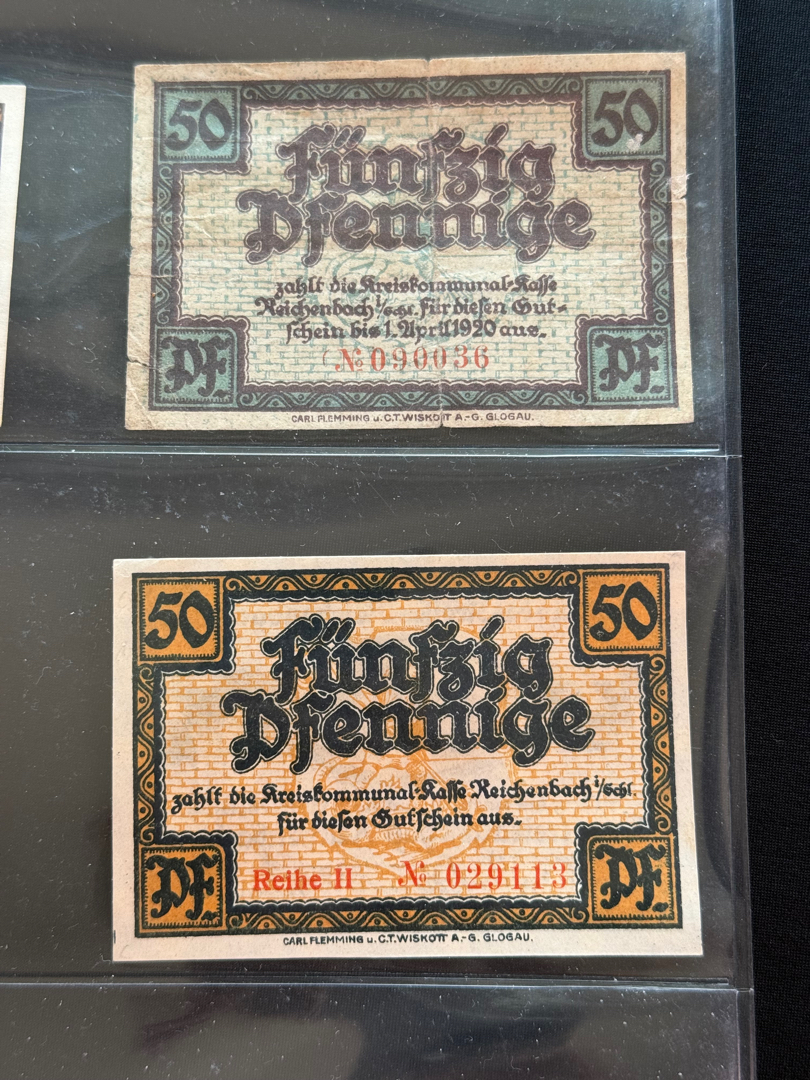 50 50
Fünfzig
Pfennige
zahlt die Kreiskommunal-Kasse
Reichenbach i/Schl. für diesen Gut-
schein bis 1. April 1920 aus.
№ 090036
Pf. Pf.
CARL FLEMMING u. C.T. WISKOTT A.-G. GLOGAU.
50 50
Fünfzig
Pfennige
zahlt die Kreiskommunal-Kasse Reichenbach i/Schl.
für diesen Gutschein aus.
Reihe II № 029113
Pf. Pf.
CARL FLEMMING u. C.T. WISKOTT A.-G. GLOGAU.